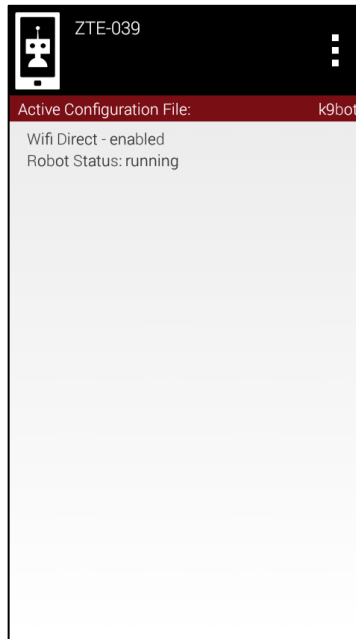 ZTE-039
Active Configuration File: k9bot
Wifi Direct - enabled
Robot Status: running